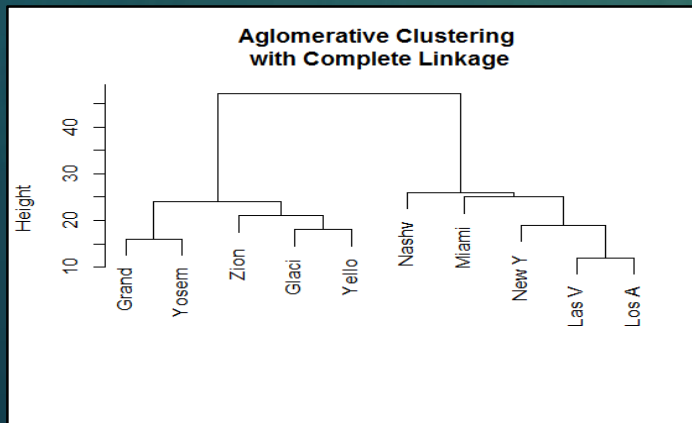 Aglomerative Clustering
with Complete Linkage
Height
40
30
20
10
Grand
Yosem
Zion
Glaci
Yello
Nashv
Miami
New Y
Las V
Los A